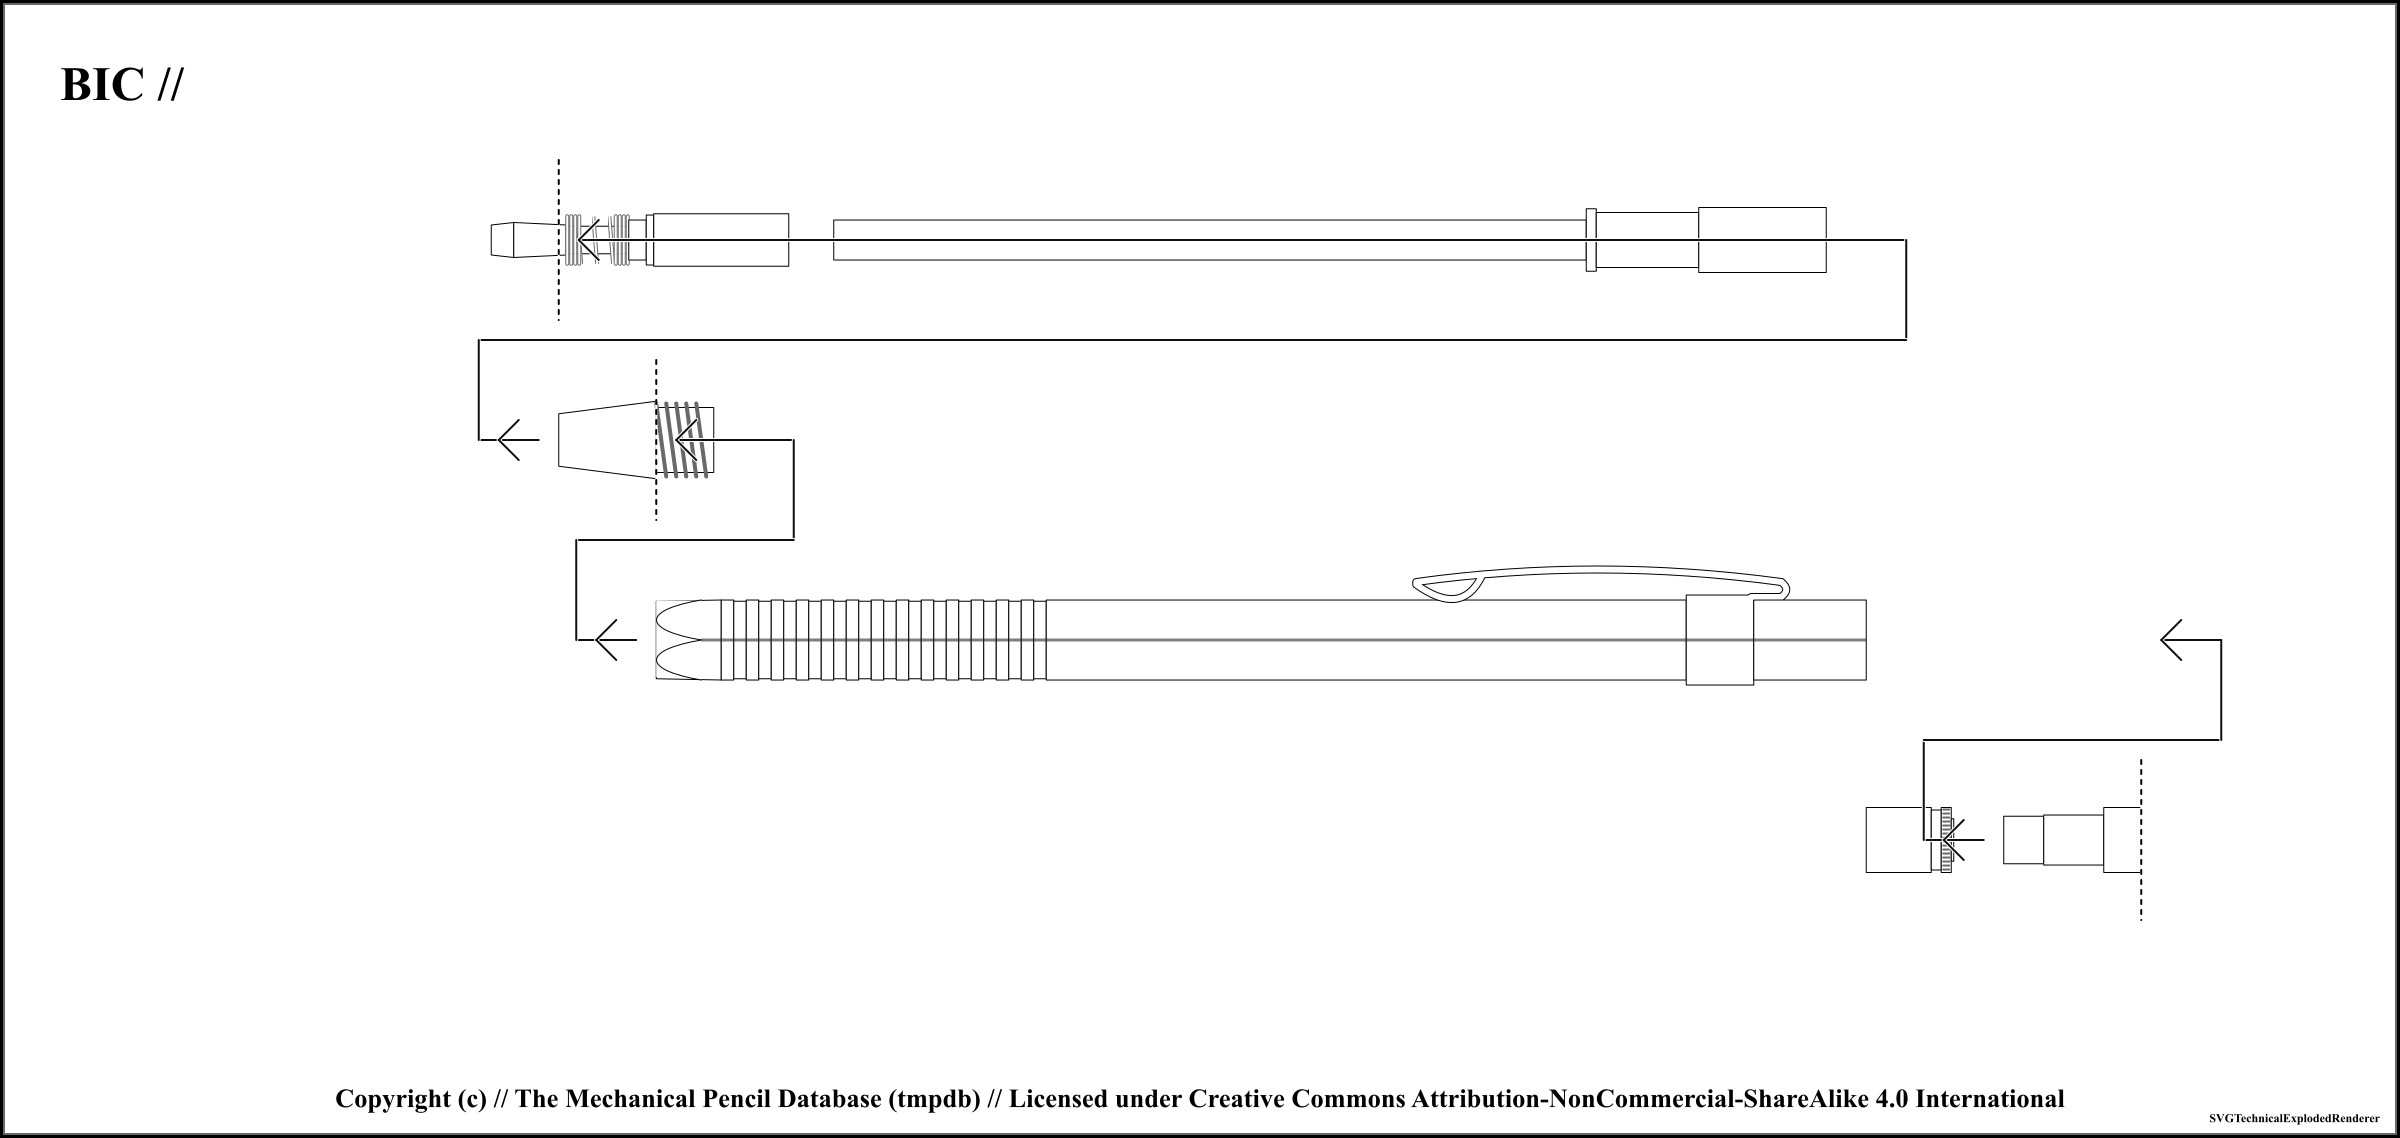 BIC //
Copyright (c) // The Mechanical Pencil Database (tmpdb) // Licensed under Creative Commons Attribution-NonCommercial-ShareAlike 4.0 International
SVGTechnicalExplodedRenderer